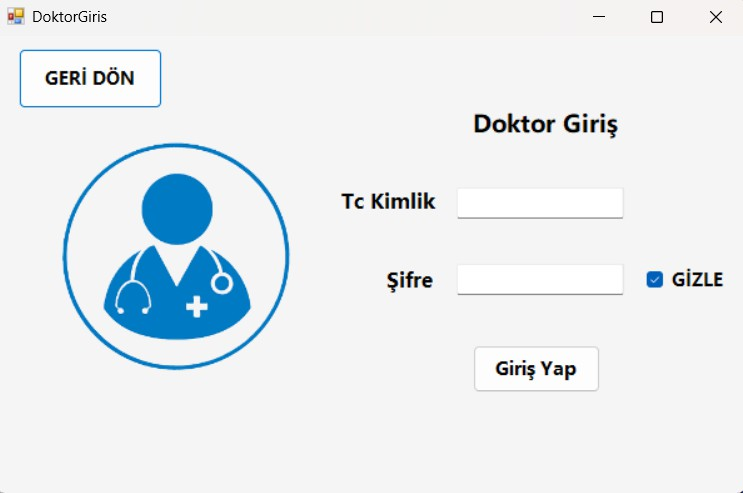 DoktorGiris
GERİ DÖN
Doktor Giriş
Tc Kimlik
Şifre
GİZLE
Giriş Yap